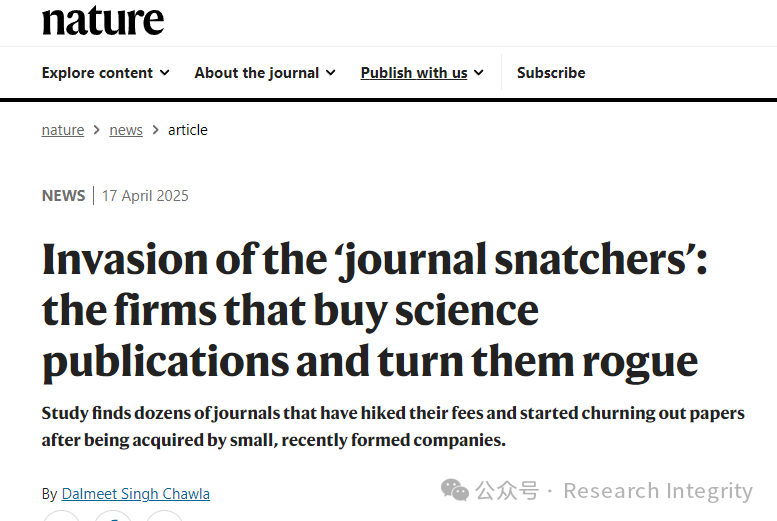 nature
Explore content About the journal Publish with us Subscribe
nature > news > article
NEWS | 17 April 2025
Invasion of the ‘journal snatchers’:
the firms that buy science
publications and turn them rogue
Study finds dozens of journals that have hiked their fees and started churning out papers
after being acquired by small, recently formed companies.
By Dalmeet Singh Chawla
公众号 · Research Integrity